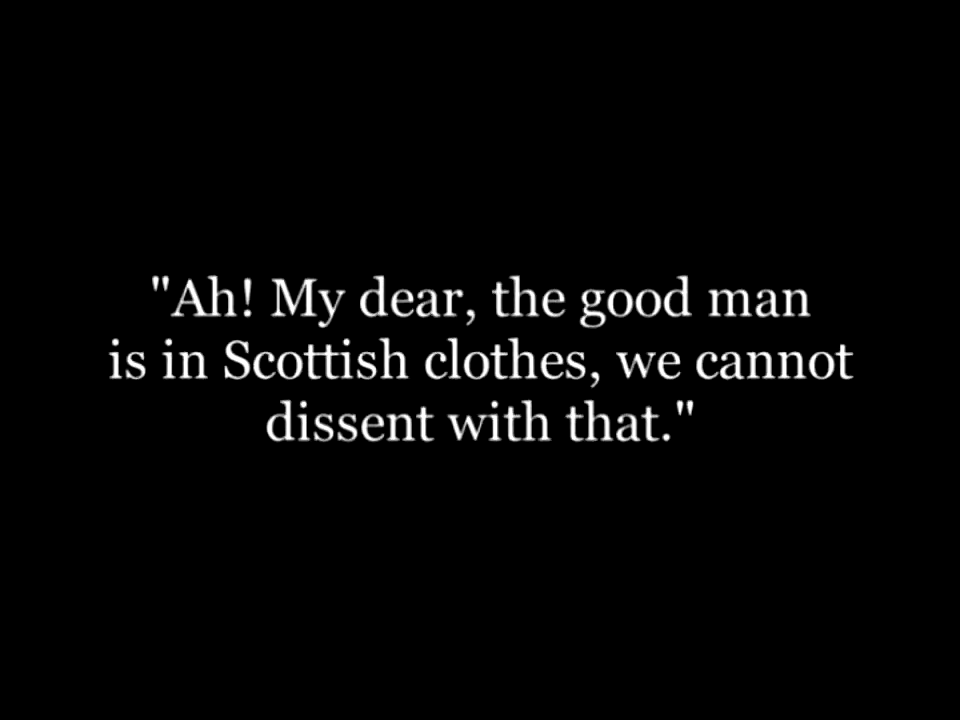 "Ah! My dear, the good man
is in Scottish clothes, we cannot
dissent with that."